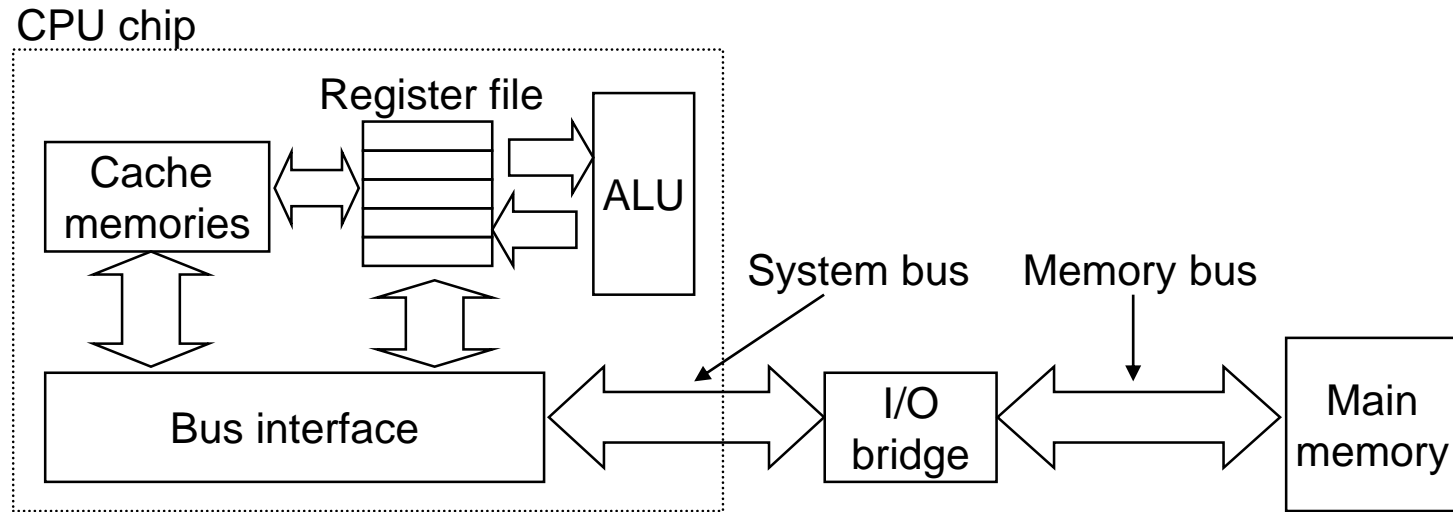 CPU chip
Register file
Cache
memories
ALU
System bus
Memory bus
Bus interface
I/O
bridge
Main
memory